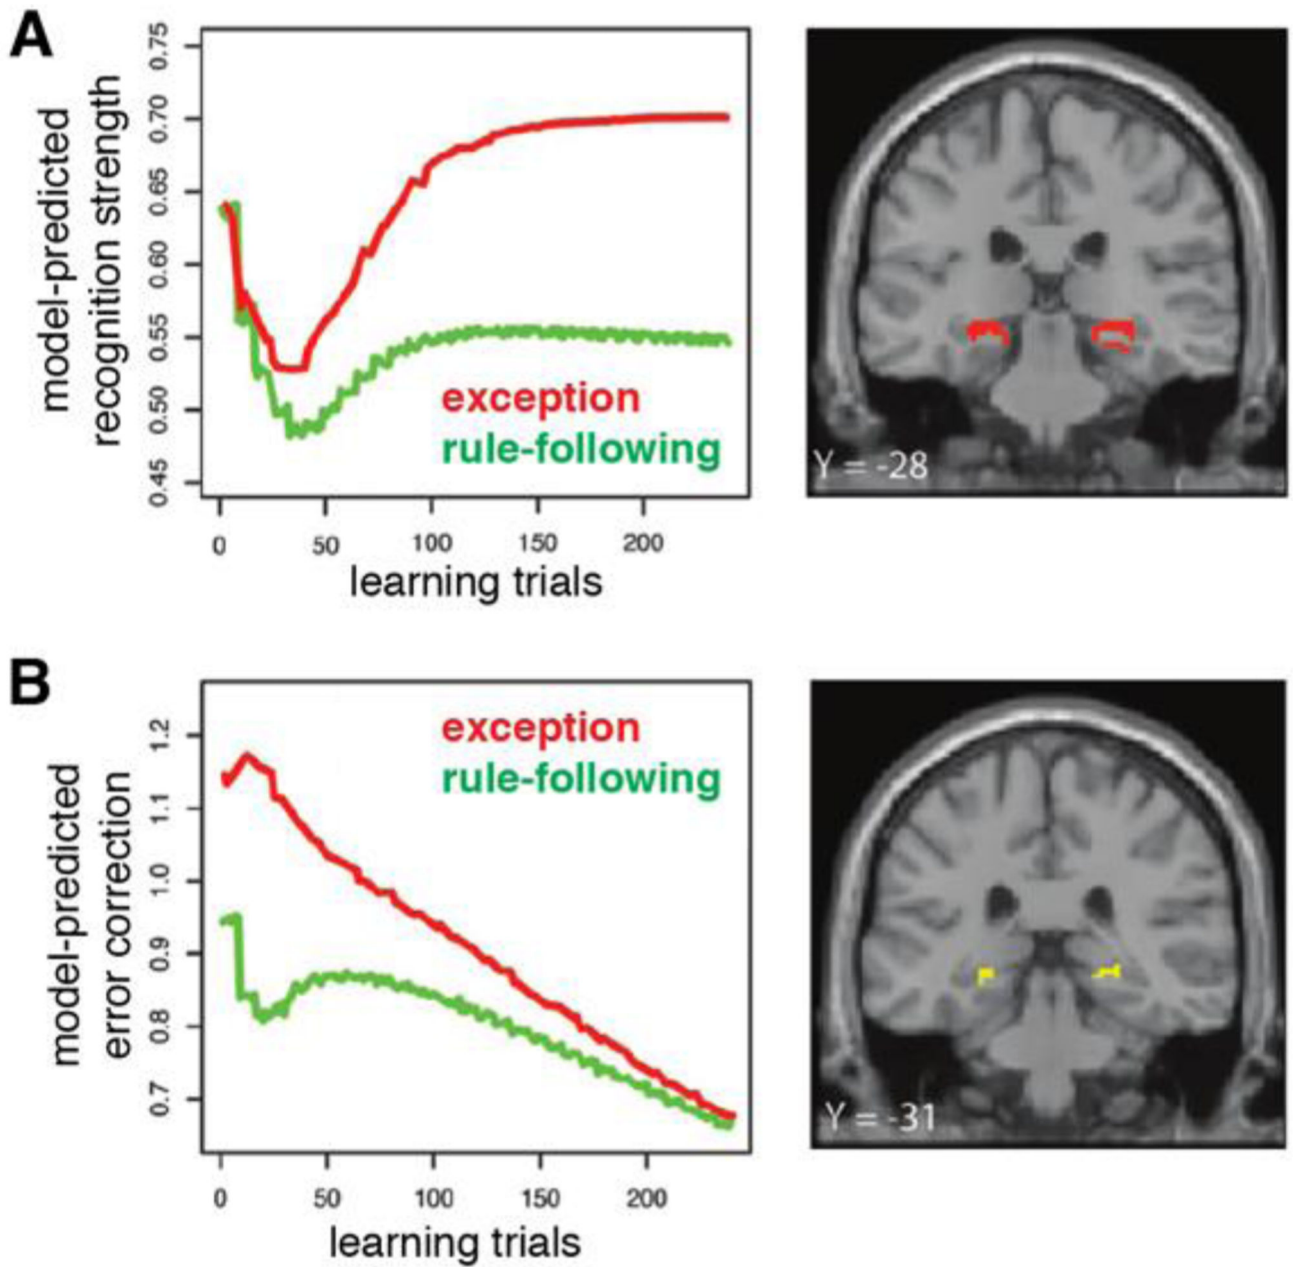 A
model-predicted
recognition strength
0.75
0.70
0.65
0.60
0.55
0.50
0.45
exception
rule-following
0
50
100
150
200
learning trials
Y = -28
B
model-predicted
error correction
1.2
1.1
1.0
0.9
0.8
0.7
exception
rule-following
0
50
100
150
200
learning trials
Y = -31